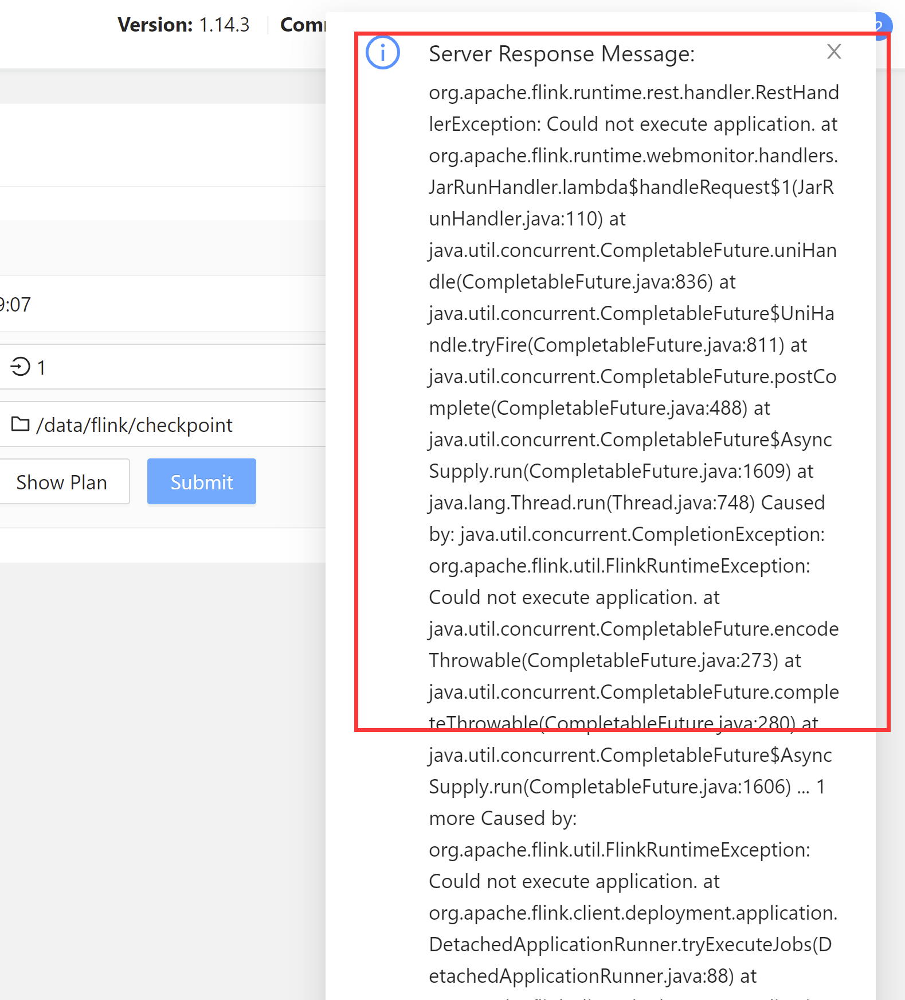 Version: 1.14.3
Server Response Message:
org.apache.flink.runtime.rest.handler.RestHand
lerException: Could not execute application. at
org.apache.flink.runtime.webmonitor.handlers.
JarRunHandler.lambda$handleRequest$1(JarR
unHandler.java:110) at
java.util.concurrent.CompletableFuture.uniHan
dle(CompletableFuture.java:836) at
java.util.concurrent.CompletableFuture$UniHa
ndle.tryFire(CompletableFuture.java:811) at
java.util.concurrent.CompletableFuture.postCo
mplete(CompletableFuture.java:488) at
java.util.concurrent.CompletableFuture$Async
Supply.run(CompletableFuture.java:1609) at
java.lang.Thread.run(Thread.java:748) Caused
by: java.util.concurrent.CompletionException:
org.apache.flink.util.FlinkRuntimeException:
Could not execute application. at
java.util.concurrent.CompletableFuture.encode
Throwable(CompletableFuture.java:273) at
java.util.concurrent.CompletableFuture.comple
teThrowable(CompletableFuture.java:280) at
java.util.concurrent.CompletableFuture$Async
Supply.run(CompletableFuture.java:1606) ... 1
more Caused by:
org.apache.flink.util.FlinkRuntimeException:
Could not execute application. at
org.apache.flink.client.deployment.application.
DetachedApplicationRunner.tryExecuteJobs(D
etachedApplicationRunner.java:88) at
9:07
1
/data/flink/checkpoint
Show Plan
Submit